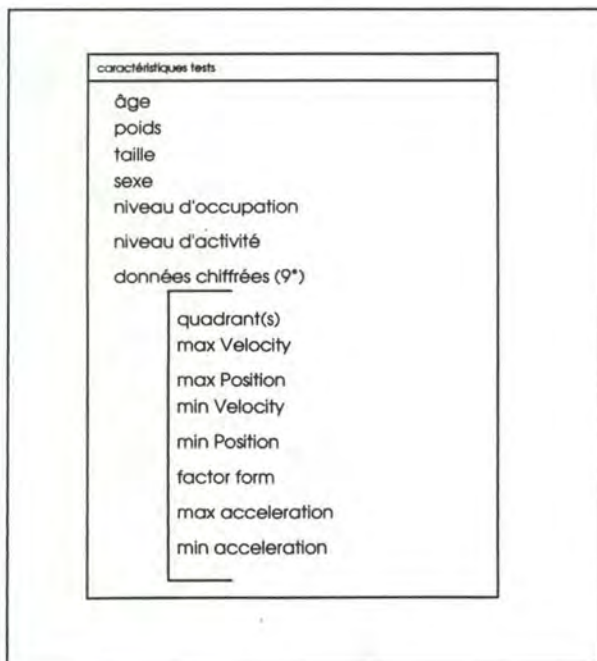 caractéristiques tests
âge
poids
taille
sexe
niveau d'occupation
niveau d'activité
données chiffrées (9*)
quadrant(s)
max Velocity
max Position
min Velocity
min Position
factor form
max acceleration
min acceleration